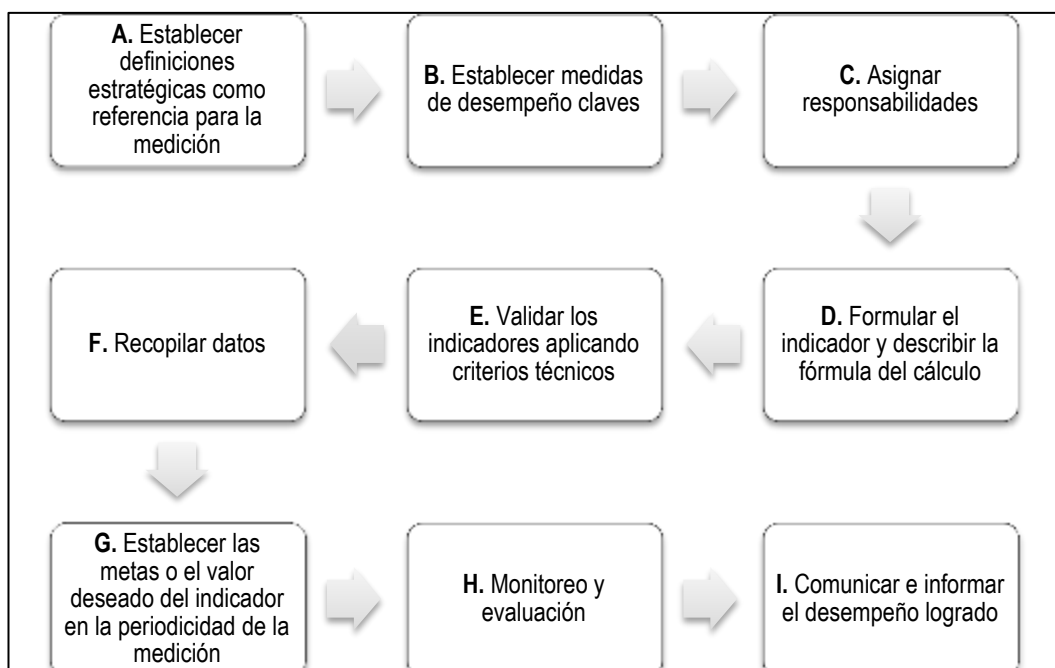 A. Establecer
definiciones
estratégicas como
referencia para la
medición
B. Establecer medidas
de desempeño claves
C. Asignar
responsabilidades
F. Recopilar datos
E. Validar los
indicadores aplicando
criterios técnicos
D. Formular el
indicador y describir la
fórmula del cálculo
G. Establecer las
metas o el valor
deseado del indicador
en la periodicidad de la
medición
H. Monitoreo y
evaluación
I. Comunicar e informar
el desempeño logrado